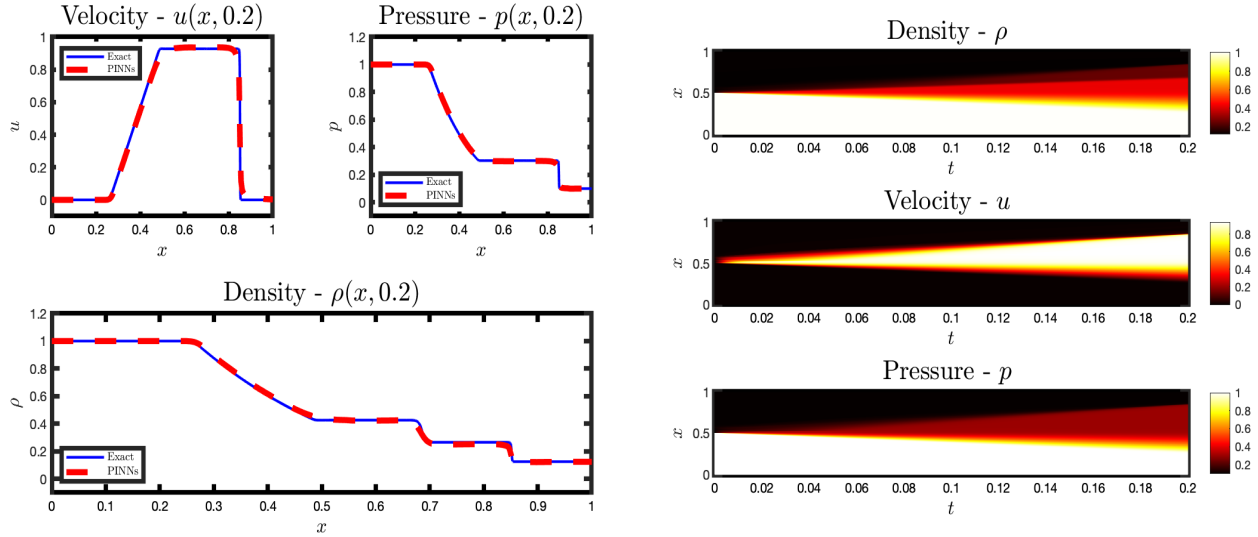 Velocity - u(x, 0.2)
1
0.8
0.6
0.4
0.2
0
u
Exact
PINNs
0 0.2 0.4 0.6 0.8 1
x
Pressure - p(x, 0.2)
1.2
1
0.8
0.6
0.4
0.2
0
p
Exact
PINNs
0 0.2 0.4 0.6 0.8 1
x
Density - ρ(x, 0.2)
1.2
1
0.8
0.6
0.4
0.2
0
ρ
Exact
PINNs
0 0.1 0.2 0.3 0.4 0.5 0.6 0.7 0.8 0.9 1
x
Density - ρ
1
0.5
0
x
0 0.02 0.04 0.06 0.08 0.1 0.12 0.14 0.16 0.18 0.2
t
1
0.8
0.6
0.4
0.2
Velocity - u
1
0.5
0
x
0 0.02 0.04 0.06 0.08 0.1 0.12 0.14 0.16 0.18 0.2
t
0.8
0.6
0.4
0.2
0
Pressure - p
1
0.5
0
x
0 0.02 0.04 0.06 0.08 0.1 0.12 0.14 0.16 0.18 0.2
t
1
0.8
0.6
0.4
0.2